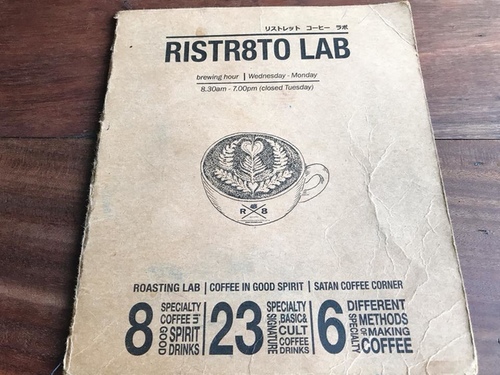 リストレット コーヒー ラボ
RISTR8TO LAB
brewing hour | Wednesday - Monday
8.30am - 7.00pm (closed Tuesday)
R 8
ROASTING LAB | COFFEE IN GOOD SPIRIT | SATAN COFFEE CORNER
8 SPECIALTY COFFEE in GOOD SPIRIT DRINKS
23 SPECIALTY SIGNATURE BASIC & CULT COFFEE DRINKS
6 DIFFERENT SPECIALTY METHODS OF MAKING COFFEE